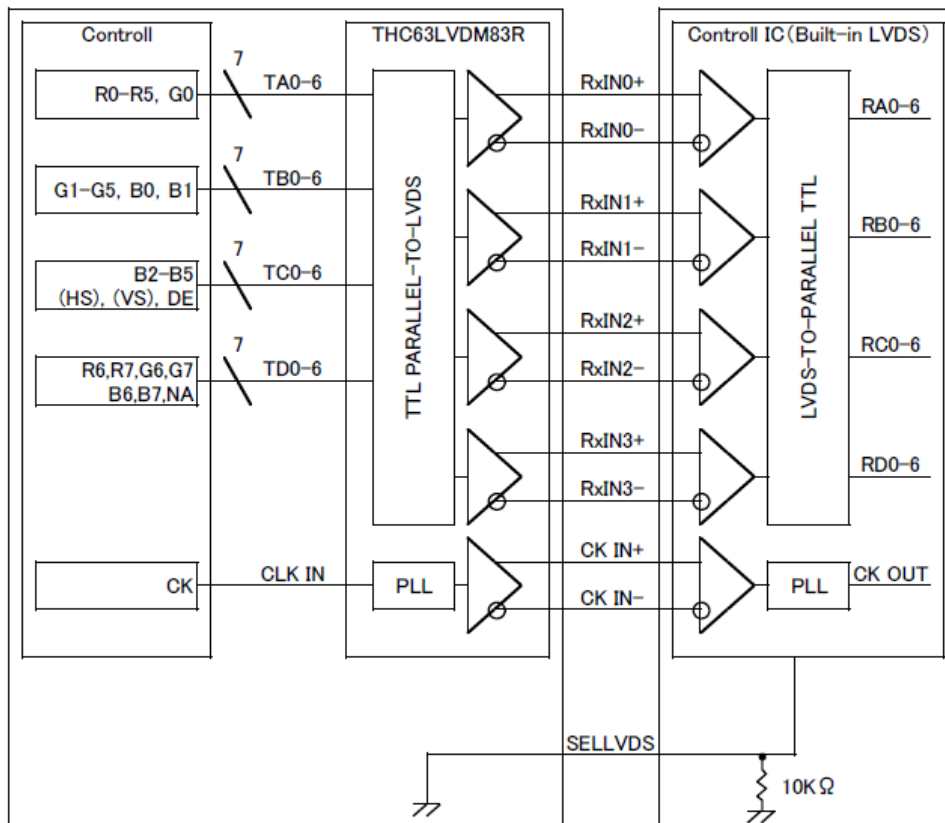 Controll
THC63LVDM83R
Controll IC(Built-in LVDS)
R0-R5, G0
7
TA0-6
RxIN0+
RxIN0-
RA0-6
G1-G5, B0, B1
7
TB0-6
RxIN1+
RxIN1-
RB0-6
B2-B5
(HS), (VS), DE
7
TC0-6
RxIN2+
RxIN2-
RC0-6
R6,R7,G6,G7
B6,B7,NA
7
TD0-6
RxIN3+
RxIN3-
RD0-6
TTL PARALLEL-TO-LVDS
LVDS-TO-PARALLEL TTL
CK
CLK IN
PLL
CK IN+
CK IN-
PLL
CK OUT
SELLVDS
10KΩ